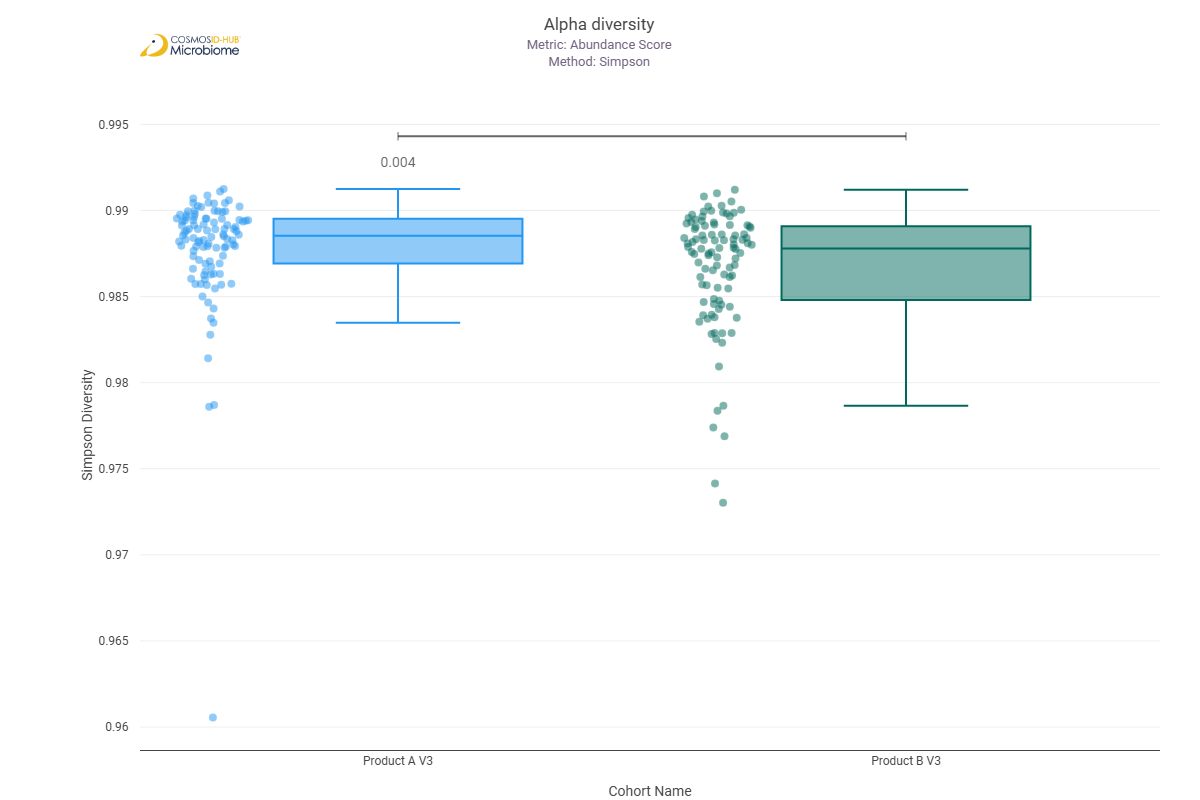 Alpha diversity
Metric: Abundance Score
Method: Simpson
COSMOSID-HUB
Microbiome
0.995
0.004
0.99
0.985
0.98
0.975
0.97
0.965
0.96
Simpson Diversity
Product A V3
Product B V3
Cohort Name